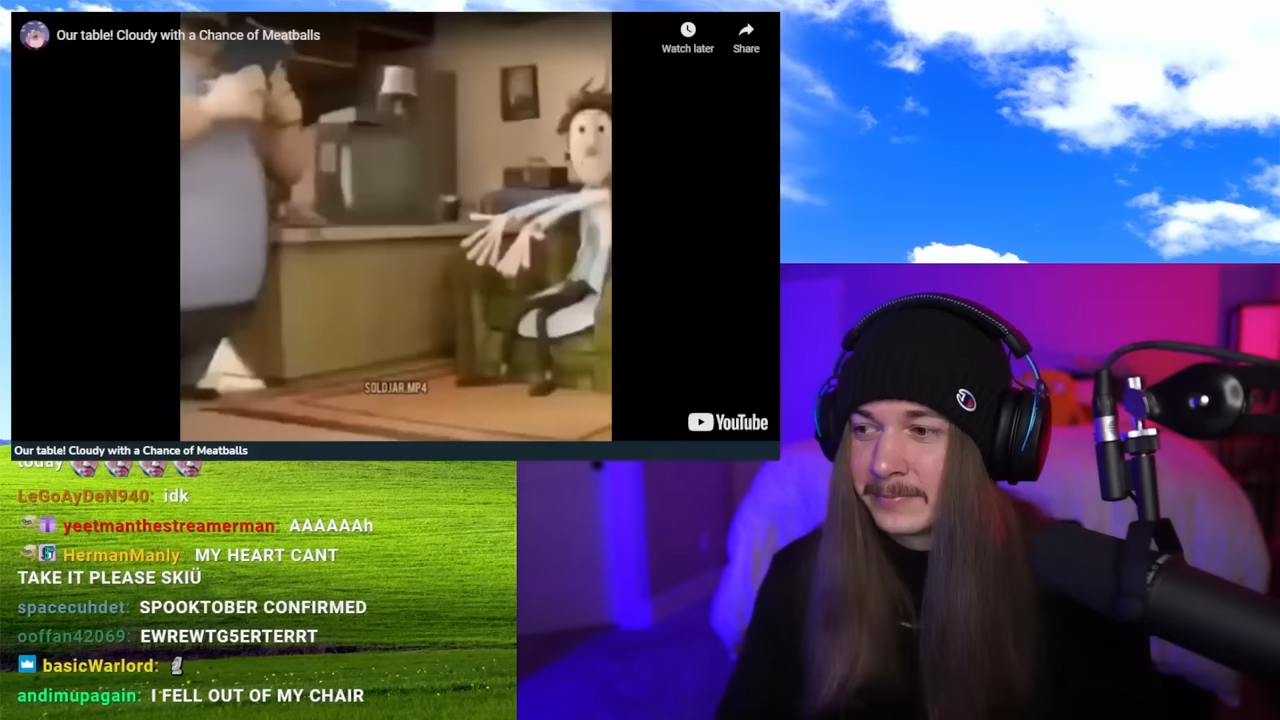 Our table! Cloudy with a Chance of Meatballs
Watch later
Share
SOLDJAR.MP4
YouTube
Our table! Cloudy with a Chance of Meatballs
today
LeGoAyDeN940: idk
yeetmanthestreamerman: AAAAAAh
HermanManly: MY HEART CANT
TAKE IT PLEASE SKIÜ
spacecuhdet: SPOOKTOBER CONFIRMED
ooffan42069: EWREWTG5ERTERRT
basicWarlord:
andimupagain: I FELL OUT OF MY CHAIR